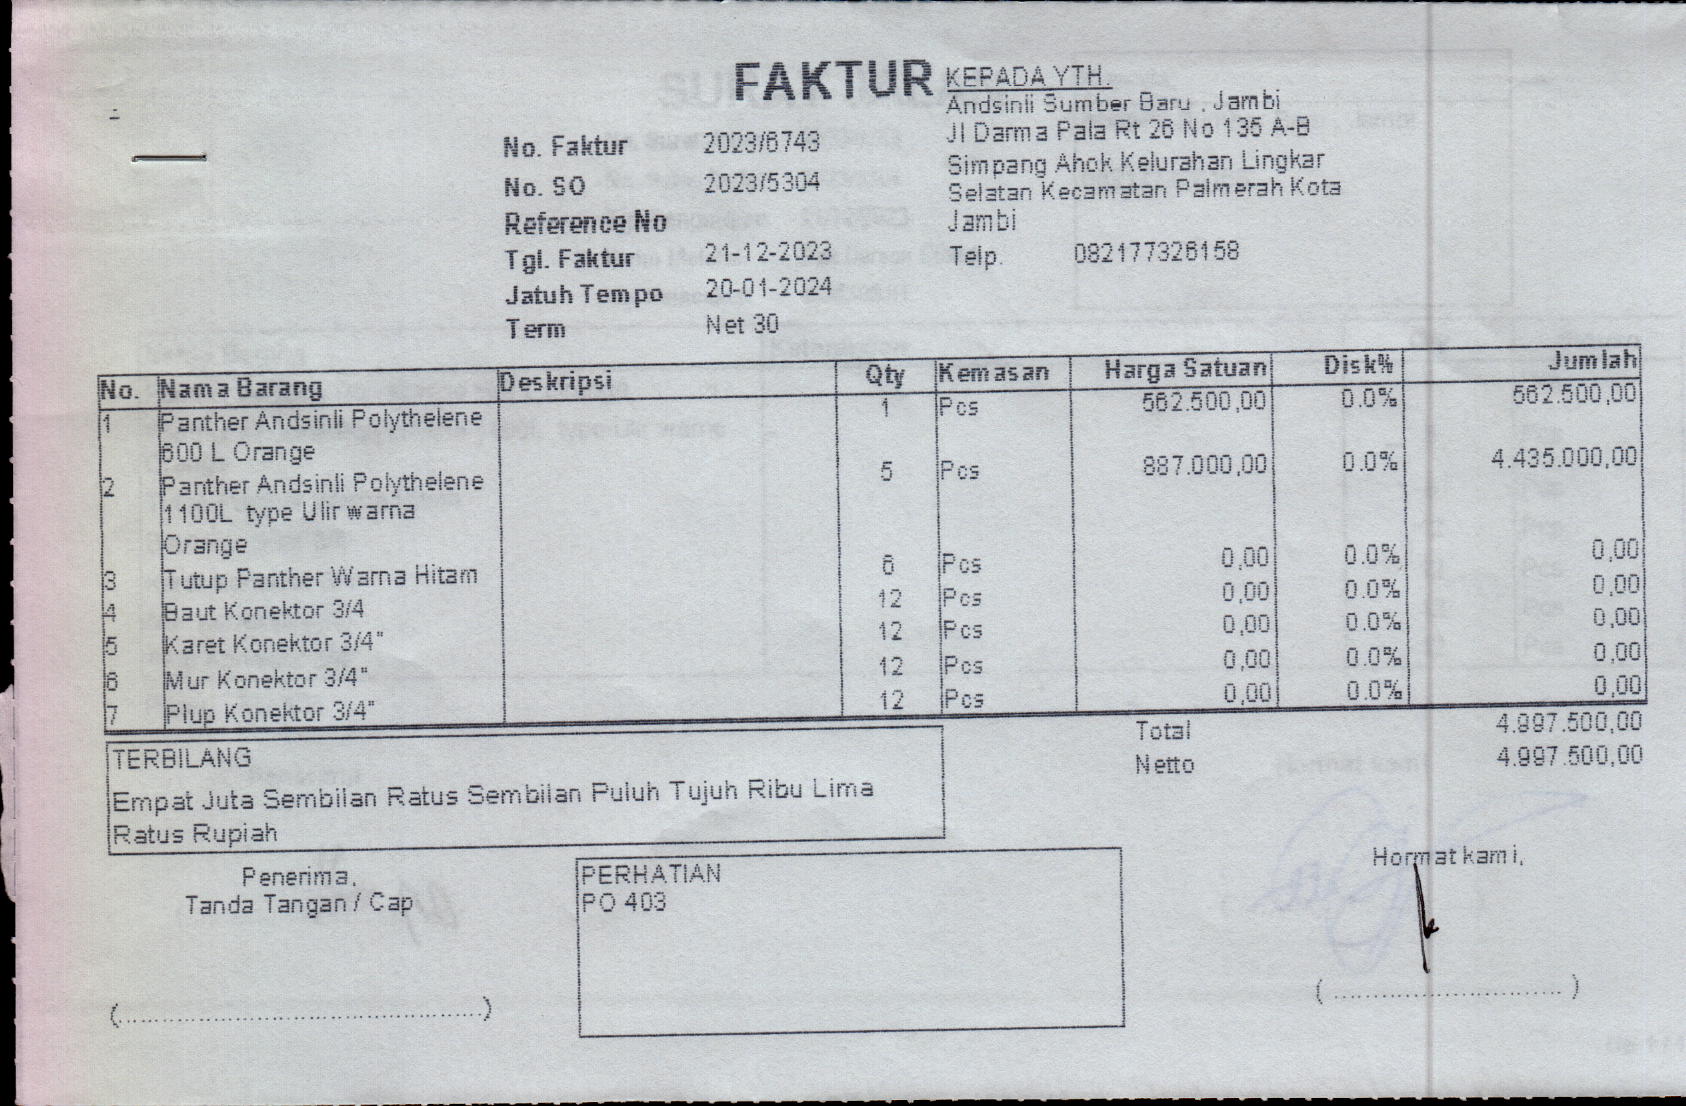 FAKTUR
No. Faktur 2023/6743
No. SO 2023/5304
Reference No
Tgl. Faktur 21-12-2023
Jatuh Tempo 20-01-2024
Term Net 30
KEPADA YTH.
Andsinli Sumber Baru , Jambi
Jl Darma Pala Rt 26 No 135 A-B
Simpang Ahok Kelurahan Lingkar
Selatan Kecamatan Palmerah Kota
Jambi
Telp. 082177326158
No. Nama Barang Deskripsi Qty Kemasan Harga Satuan Disk% Jumlah
1 Panther Andsinli Polythelene 1 Pcs 562.500,00 0.0% 562.500,00
600 L Orange
2 Panther Andsinli Polythelene 5 Pcs 887.000,00 0.0% 4.435.000,00
1100L type Ulir warna
Orange
3 Tutup Panther Warna Hitam 6 Pcs 0,00 0.0% 0,00
4 Baut Konektor 3/4 12 Pcs 0,00 0.0% 0,00
5 Karet Konektor 3/4" 12 Pcs 0,00 0.0% 0,00
6 Mur Konektor 3/4" 12 Pcs 0,00 0.0% 0,00
7 Plup Konektor 3/4" 12 Pcs 0,00 0.0% 0,00
Total 4.997.500,00
Netto 4.997.500,00
TERBILANG
Empat Juta Sembilan Ratus Sembilan Puluh Tujuh Ribu Lima
Ratus Rupiah
Penerima,
Tanda Tangan / Cap
(..............................................)
PERHATIAN
PO 403
Hormat kami,
( ............................. )